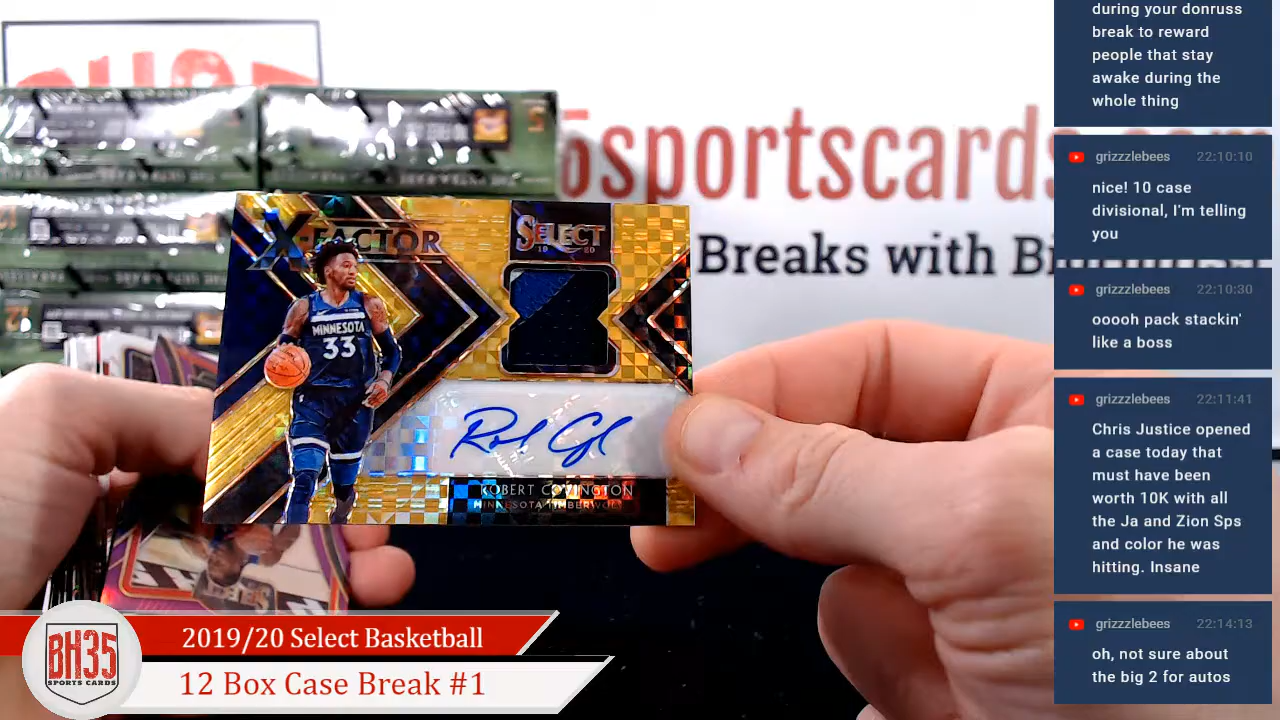 during your donruss
break to reward
people that stay
awake during the
whole thing
grizzzlebees 22:10:10
nice! 10 case
divisional, I'm telling
you
grizzzlebees 22:10:30
ooooh pack stackin'
like a boss
grizzzlebees 22:11:41
Chris Justice opened
a case today that
must have been
worth 10K with all
the Ja and Zion Sps
and color he was
hitting. Insane
grizzzlebees 22:14:13
oh, not sure about
the big 2 for autos
5sportscards
Breaks with
X-FACTOR
SELECT
19 20
MINNESOTA
33
ROBERT COVINGTON
MINNESOTA TIMBERWOLVES
BH35
SPORTS CARDS
2019/20 Select Basketball
12 Box Case Break #1